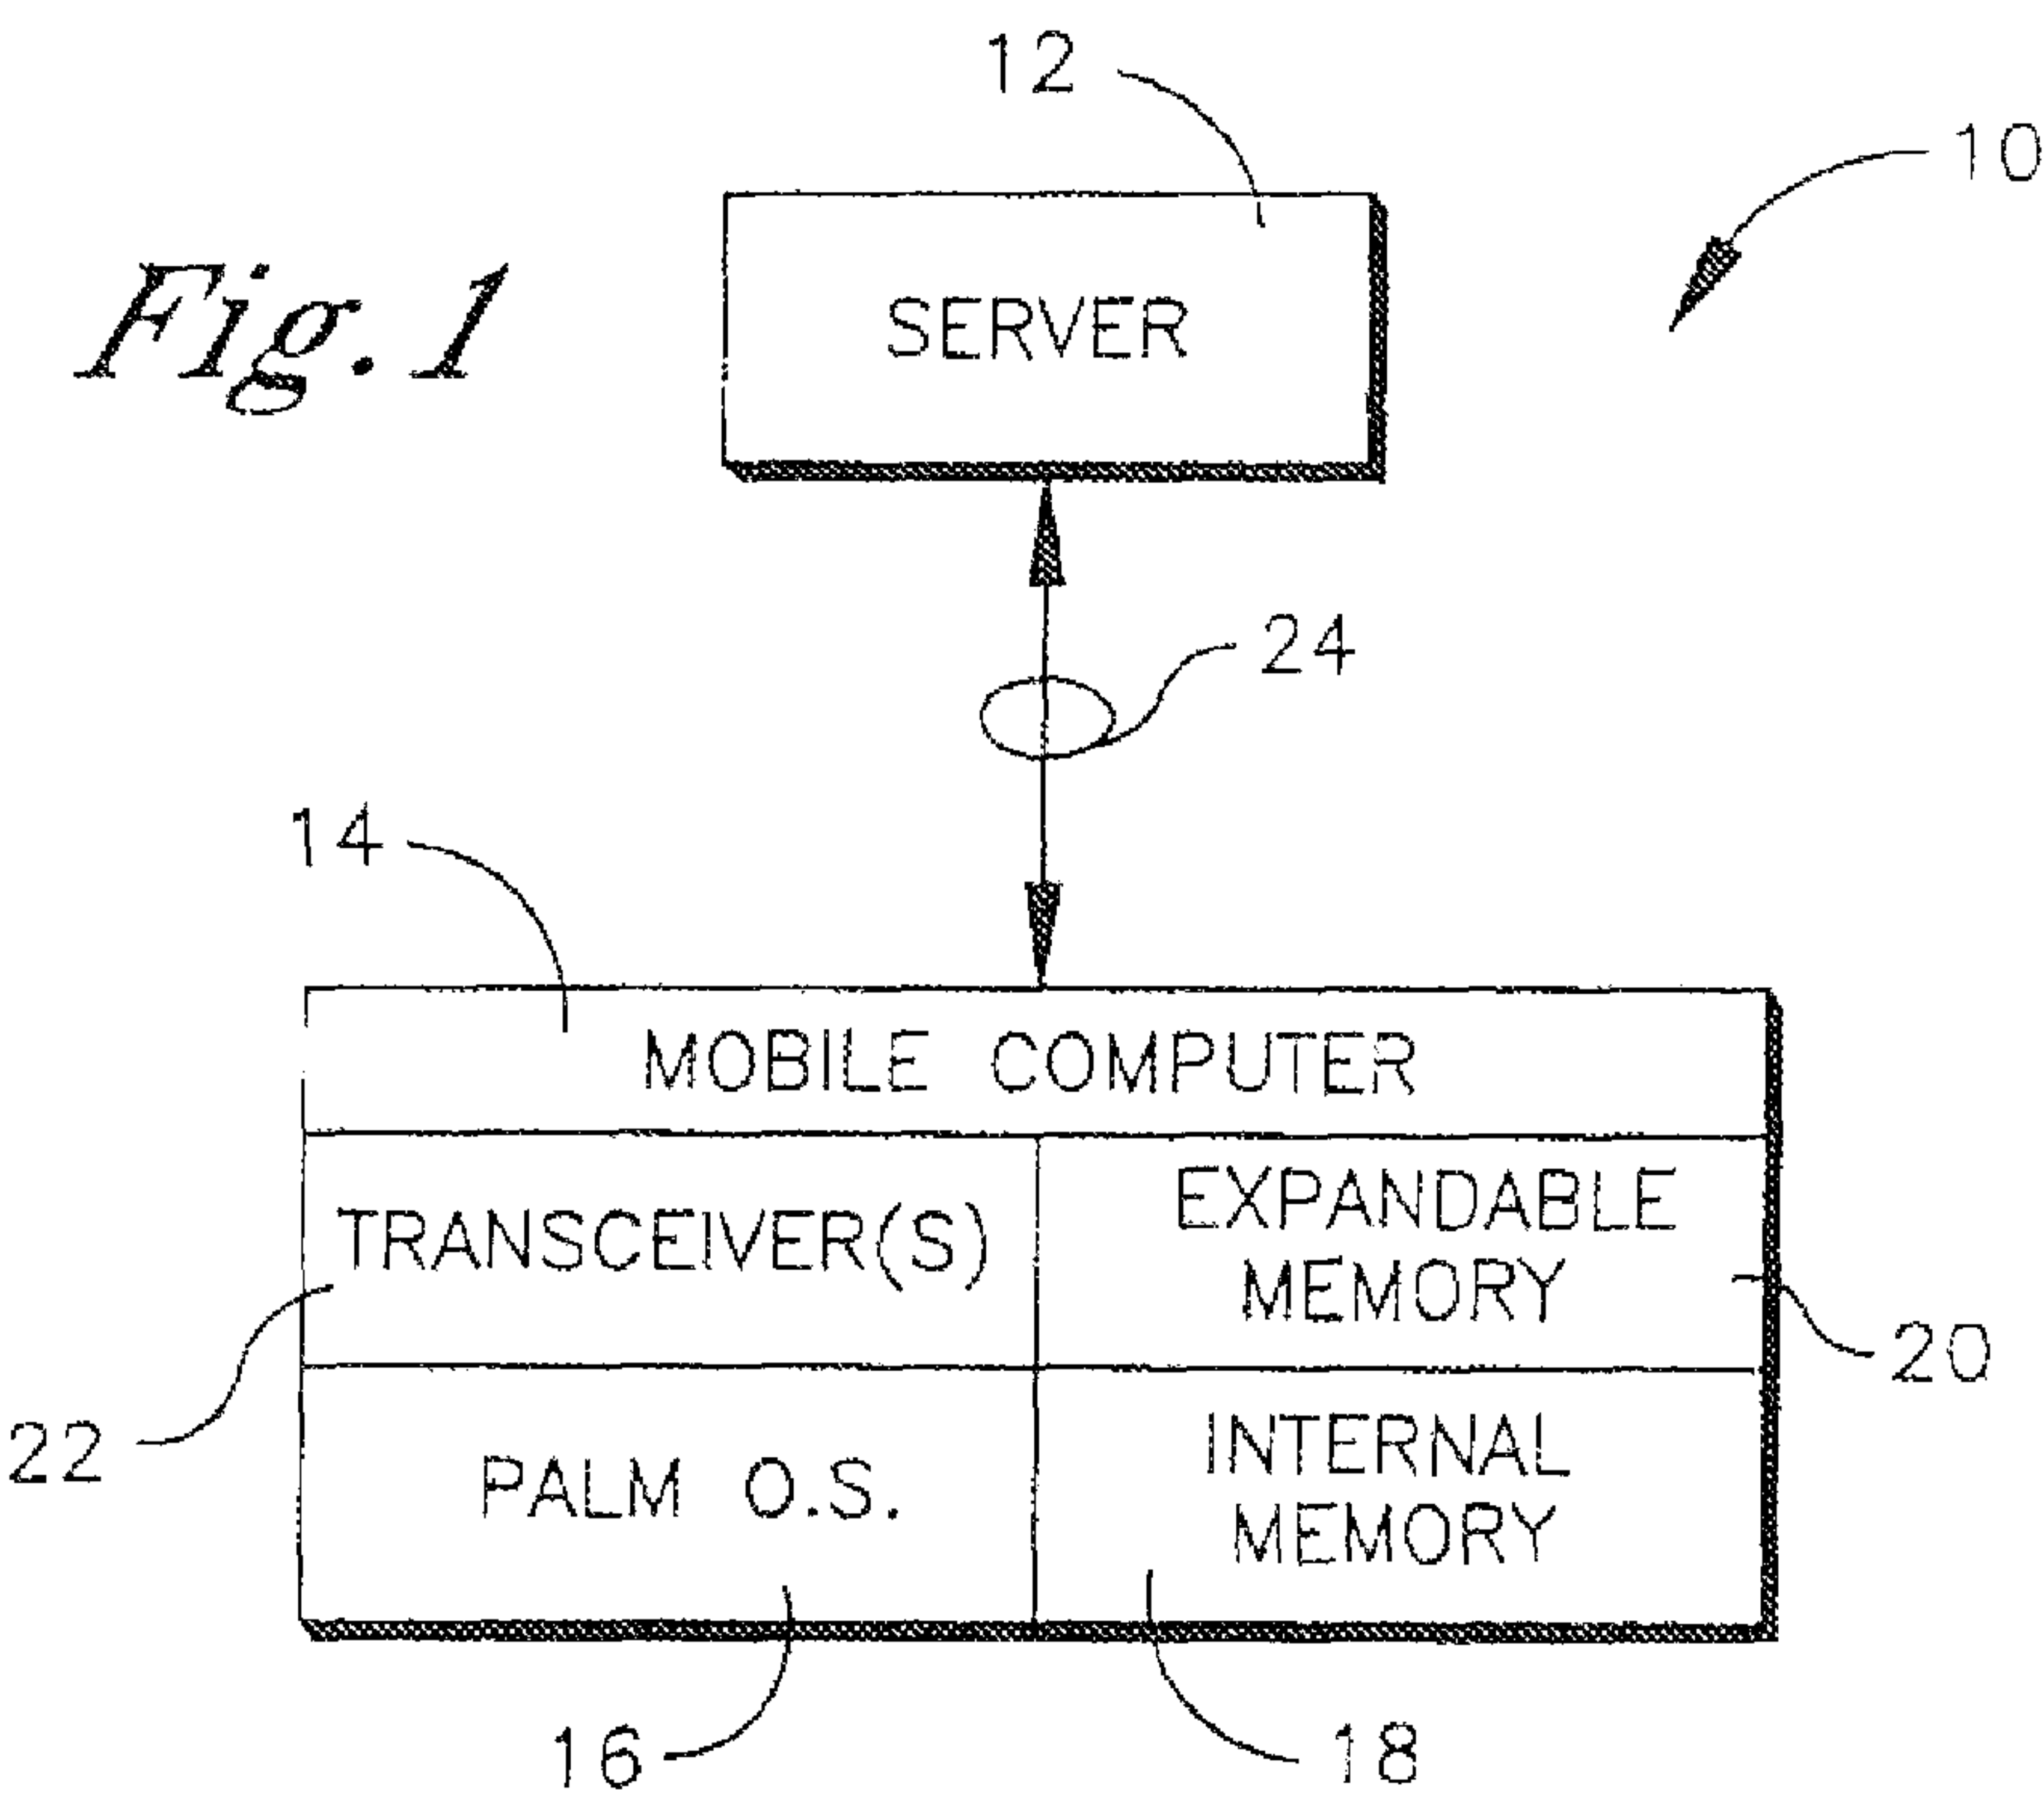 12
10
Fig.1
SERVER
24
14
MOBILE COMPUTER
TRANSCEIVER(S)
EXPANDABLE
MEMORY
20
22
PALM O.S.
INTERNAL
MEMORY
16
18